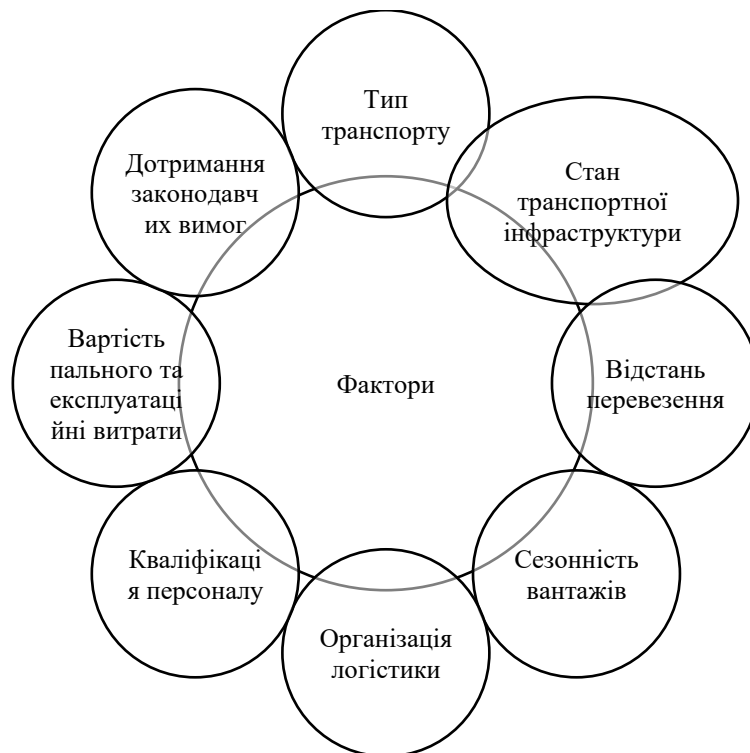 Тип
транспорту
Стан
транспортної
інфраструктури
Відстань
перевезення
Сезонність
вантажів
Організація
логістики
Кваліфікаці
я персоналу
Вартість
пального та
експлуатаці
йні витрати
Дотримання
законодавч
их вимог
Фактори